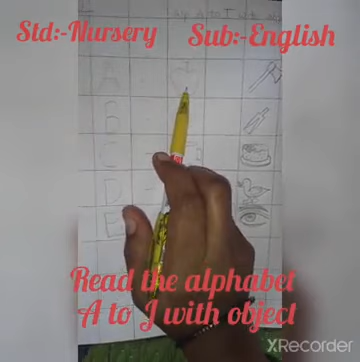 Std:-Nursery
Sub:-English
A -
B -
C -
D -
E
Read the alphabet
A to J with object
XRecorder